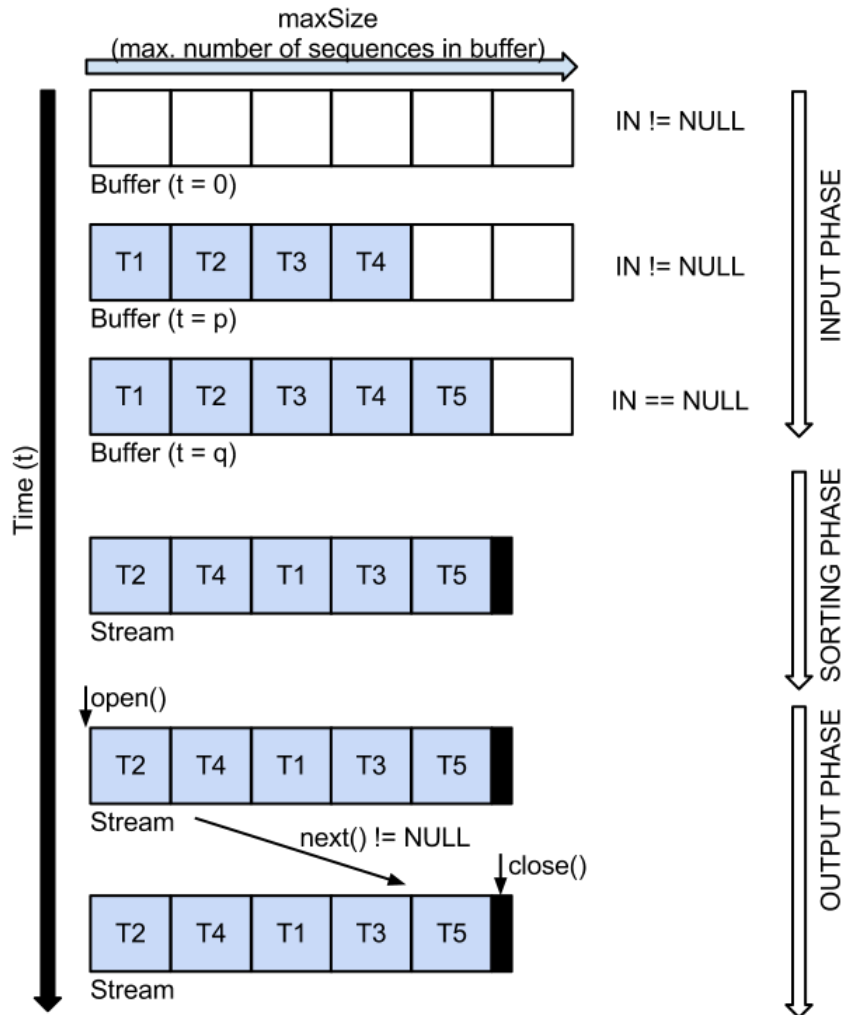 maxSize
(max. number of sequences in buffer)
IN != NULL
Buffer (t = 0)
T1 T2 T3 T4
IN != NULL
Buffer (t = p)
INPUT PHASE
T1 T2 T3 T4 T5
IN == NULL
Buffer (t = q)
Time (t)
T2 T4 T1 T3 T5
Stream
SORTING PHASE
open()
T2 T4 T1 T3 T5
Stream
next() != NULL
close()
OUTPUT PHASE
T2 T4 T1 T3 T5
Stream